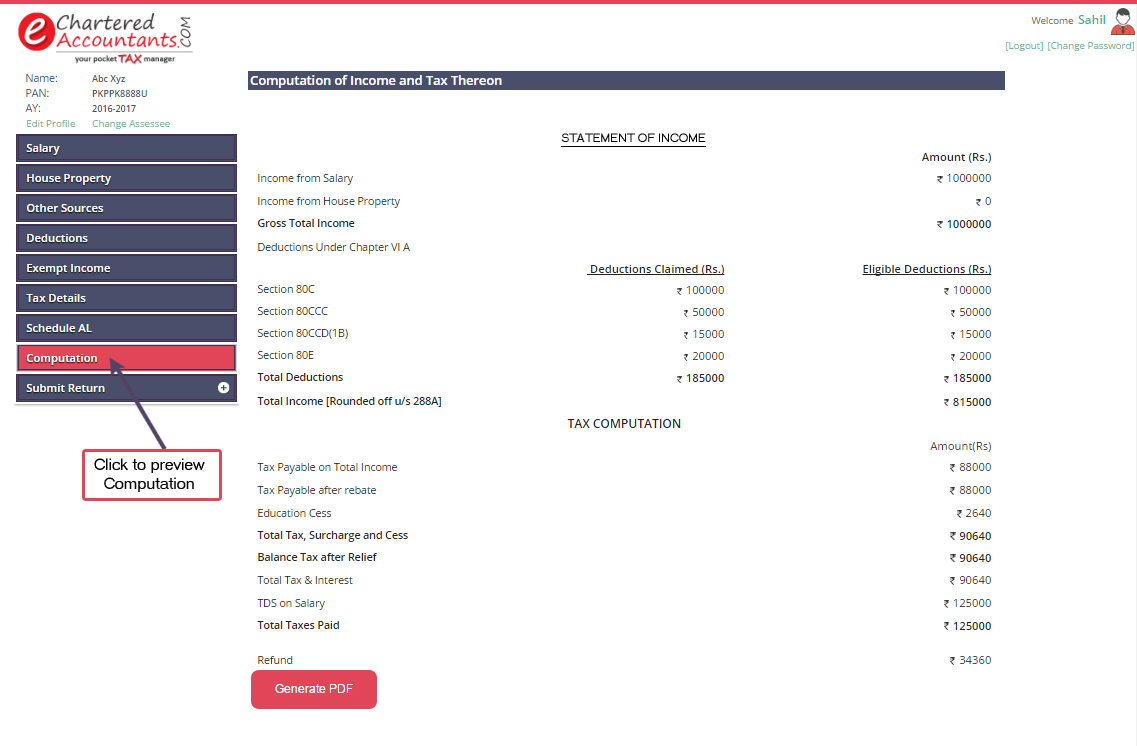 e Chartered Accountants.COM
your pocket TAX manager
Welcome Sahil
[Logout] [Change Password]
Name: Abc Xyz
PAN: PKPPK8888U
AY: 2016-2017
Edit Profile Change Assessee
Salary
House Property
Other Sources
Deductions
Exempt Income
Tax Details
Schedule AL
Computation
Submit Return
Click to preview
Computation
Computation of Income and Tax Thereon
STATEMENT OF INCOME
Amount (Rs.)
Income from Salary ₹ 1000000
Income from House Property ₹ 0
Gross Total Income ₹ 1000000
Deductions Under Chapter VI A
Deductions Claimed (Rs.) Eligible Deductions (Rs.)
Section 80C ₹ 100000 ₹ 100000
Section 80CCC ₹ 50000 ₹ 50000
Section 80CCD(1B) ₹ 15000 ₹ 15000
Section 80E ₹ 20000 ₹ 20000
Total Deductions ₹ 185000 ₹ 185000
Total Income [Rounded off u/s 288A] ₹ 815000
TAX COMPUTATION
Amount(Rs)
Tax Payable on Total Income ₹ 88000
Tax Payable after rebate ₹ 88000
Education Cess ₹ 2640
Total Tax, Surcharge and Cess ₹ 90640
Balance Tax after Relief ₹ 90640
Total Tax & Interest ₹ 90640
TDS on Salary ₹ 125000
Total Taxes Paid ₹ 125000
Refund ₹ 34360
Generate PDF